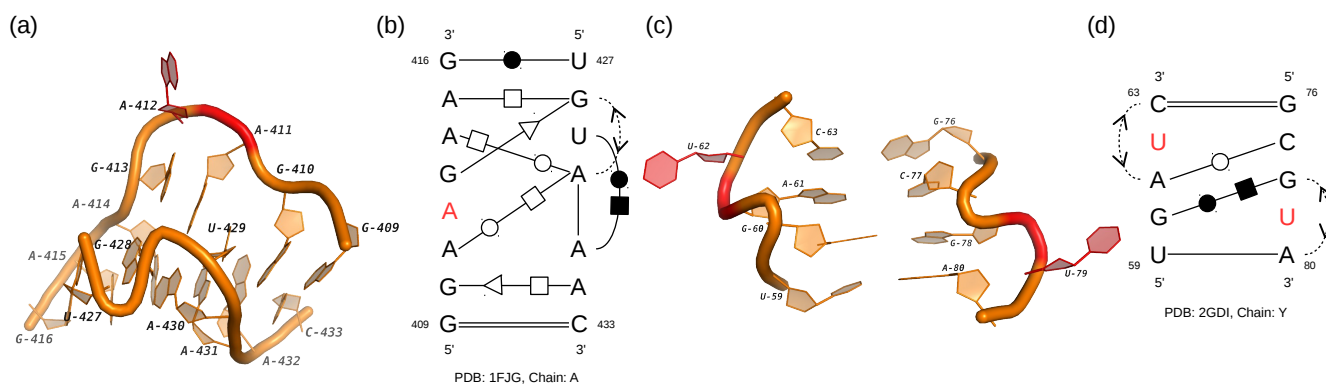 (a)
A-412
A-411
G-413
G-410
A-414
G-409
A-415
G-428
U-429
U-427
A-430
C-433
G-416
A-431
A-432
(b)
3' 5'
416 G U 427
A G
A U
G A
A
A A
G A
409 G C 433
5' 3'
PDB: 1FJG, Chain: A
(c)
G-76
C-63
U-62
C-77
A-61
G-60
G-78
A-80
U-79
U-59
(d)
3' 5'
63 C G 76
U C
A G
G U
59 U A 80
5' 3'
PDB: 2GDI, Chain: Y